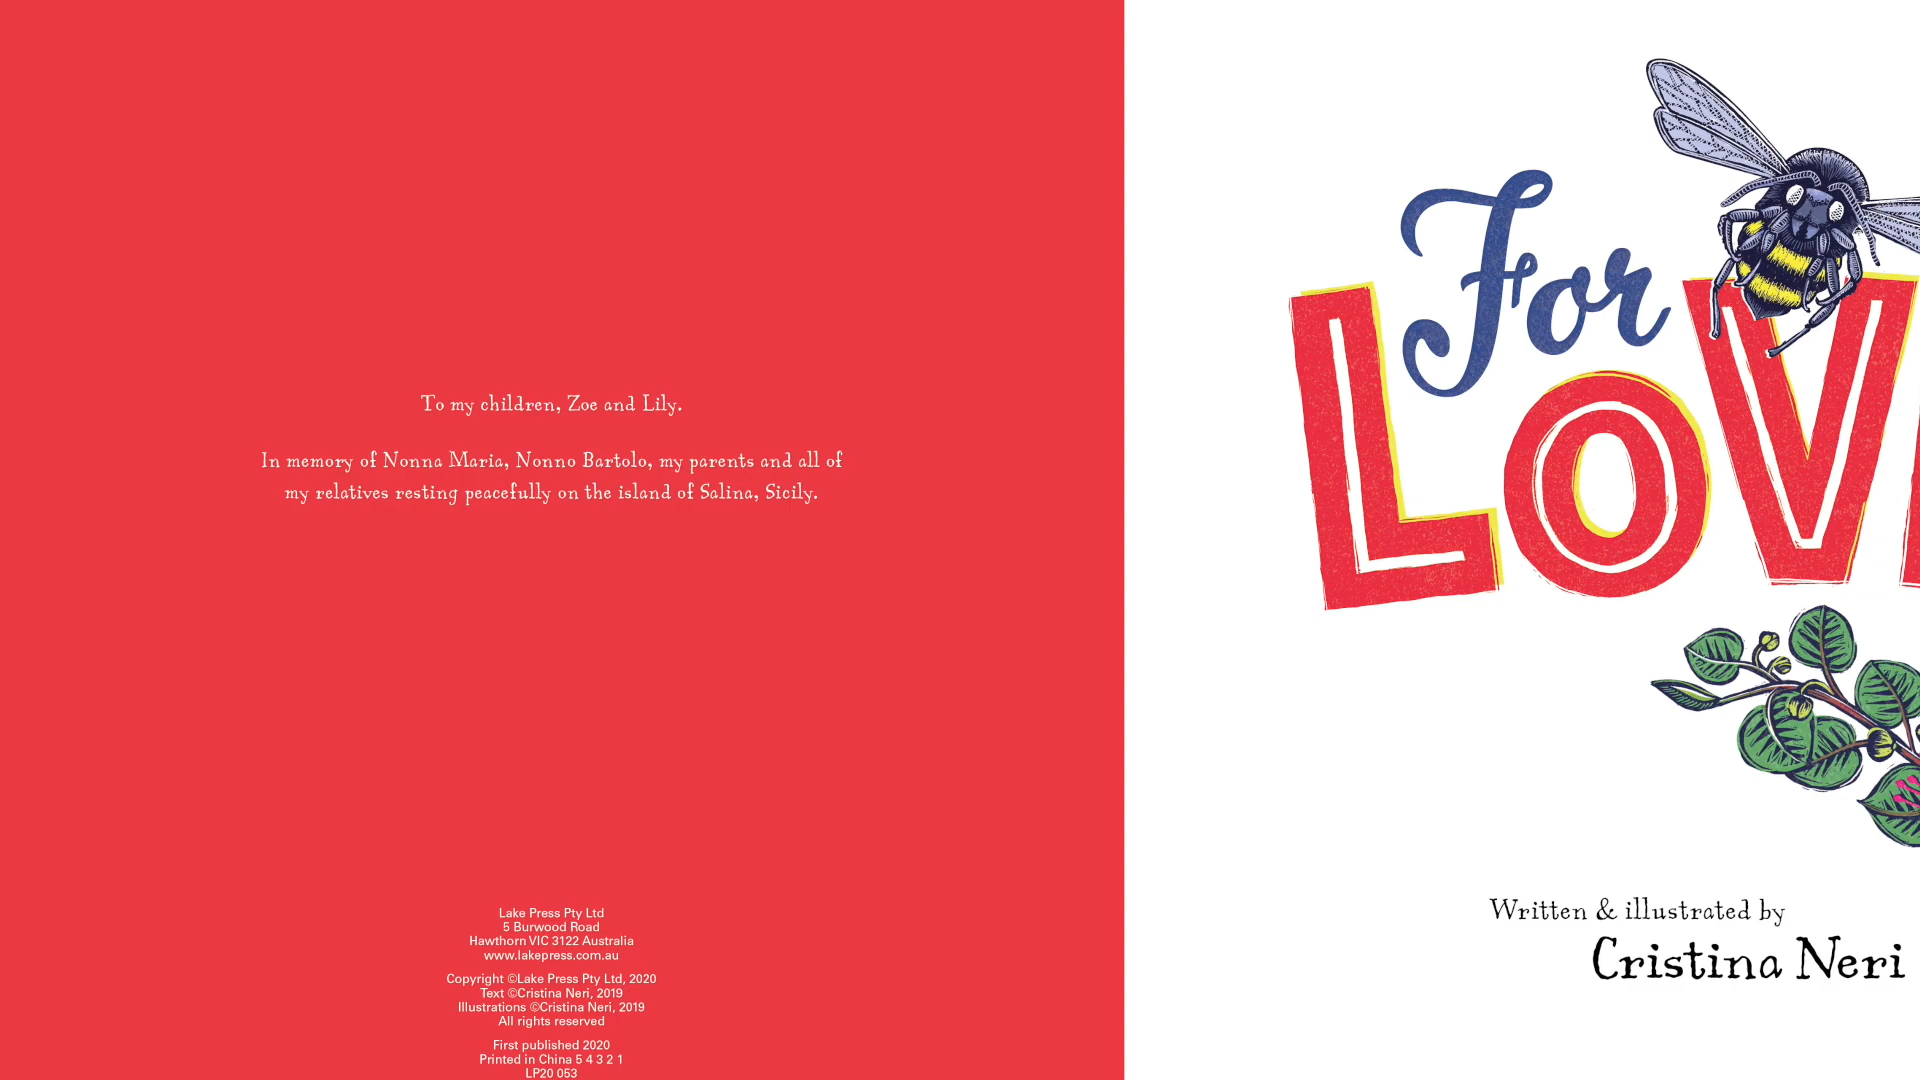 To my children, Zoe and Lily.
In memory of Nonna Maria, Nonno Bartolo, my parents and all of
my relatives resting peacefully on the island of Salina, Sicily.
Lake Press Pty Ltd
5 Burwood Road
Hawthorn VIC 3122 Australia
www.lakepress.com.au
Copyright ©Lake Press Pty Ltd, 2020
Text ©Cristina Neri, 2019
Illustrations ©Cristina Neri, 2019
All rights reserved
First published 2020
Printed in China 5 4 3 2 1
LP20 053
For
LOV
Written & illustrated by
Cristina Neri